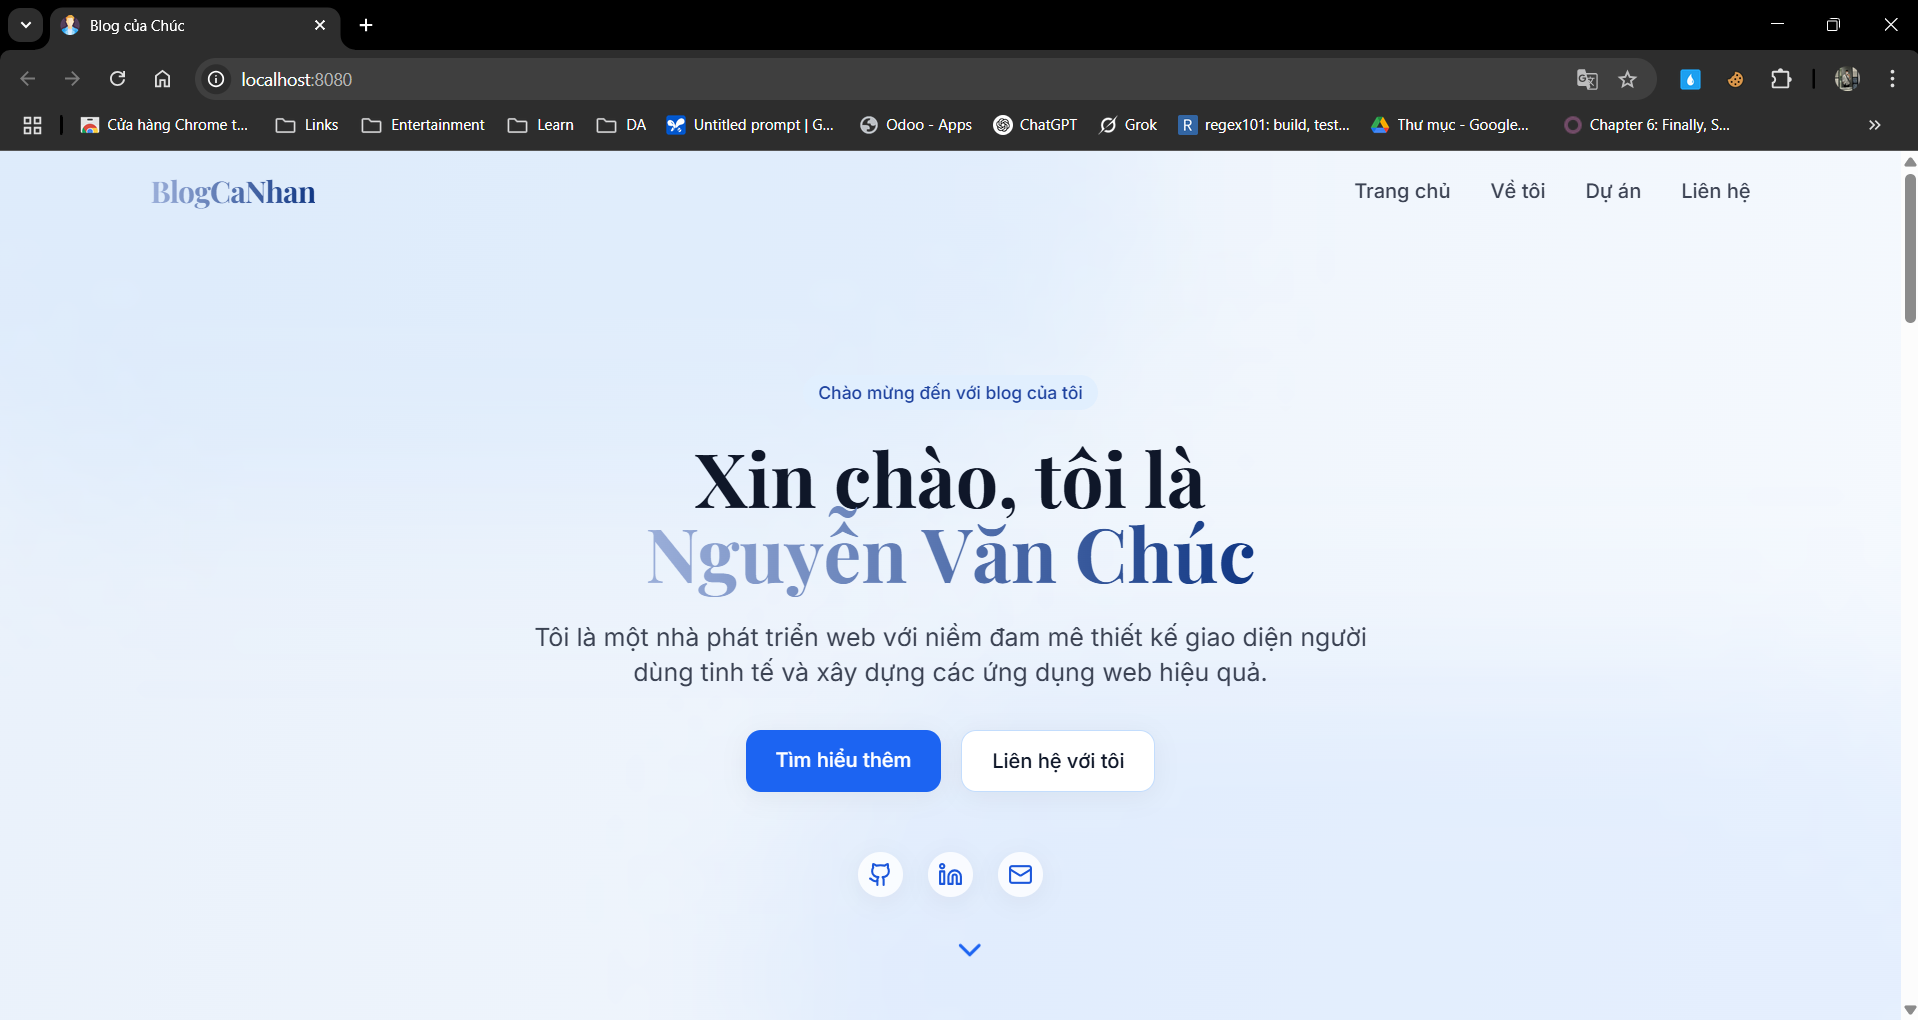 Blog của Chúc
localhost:8080
Cửa hàng Chrome t...
Links
Entertainment
Learn
DA
Untitled prompt | G...
Odoo - Apps
ChatGPT
Grok
R
regex101: build, test...
Thư mục - Google...
Chapter 6: Finally, S...
BlogCaNhan
Trang chủ
Về tôi
Dự án
Liên hệ
Chào mừng đến với blog của tôi
Xin chào, tôi là
Nguyễn Văn Chúc
Tôi là một nhà phát triển web với niềm đam mê thiết kế giao diện người
dùng tinh tế và xây dựng các ứng dụng web hiệu quả.
Tìm hiểu thêm
Liên hệ với tôi